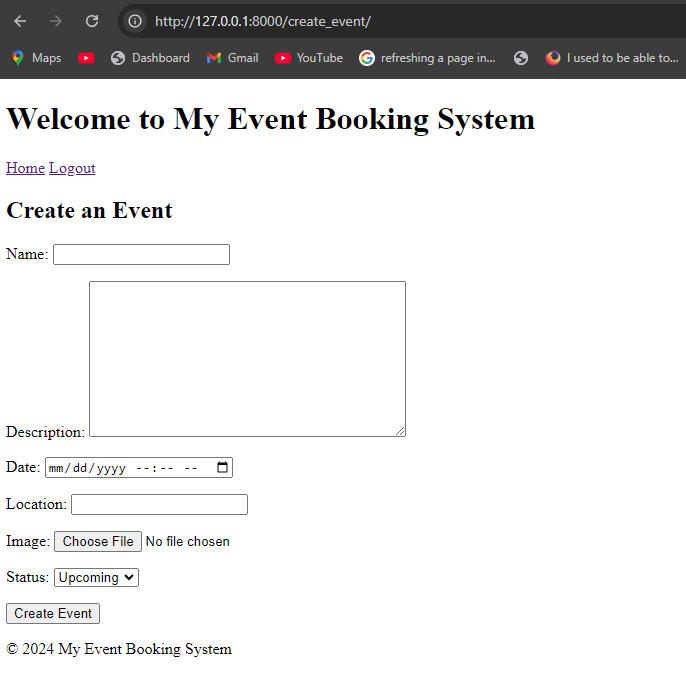 http://127.0.0.1:8000/create_event/
Maps Dashboard Gmail YouTube refreshing a page in... I used to be able to...
Welcome to My Event Booking System
Home Logout
Create an Event
Name:
Description:
Date: mm/dd/yyyy --:-- --
Location:
Image: Choose File No file chosen
Status: Upcoming
Create Event
© 2024 My Event Booking System